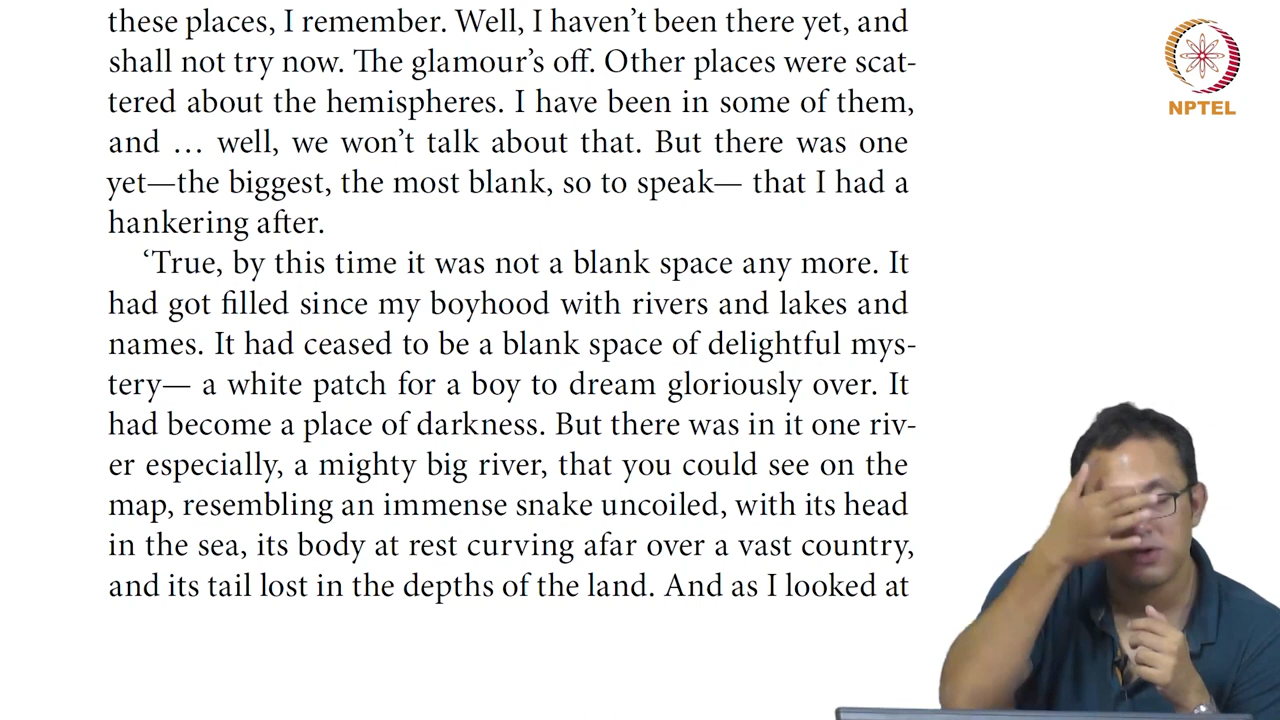 these places, I remember. Well, I haven’t been there yet, and
shall not try now. The glamour’s off. Other places were scat-
tered about the hemispheres. I have been in some of them,
and … well, we won’t talk about that. But there was one
yet—the biggest, the most blank, so to speak— that I had a
hankering after.
‘True, by this time it was not a blank space any more. It
had got filled since my boyhood with rivers and lakes and
names. It had ceased to be a blank space of delightful mys-
tery— a white patch for a boy to dream gloriously over. It
had become a place of darkness. But there was in it one riv-
er especially, a mighty big river, that you could see on the
map, resembling an immense snake uncoiled, with its head
in the sea, its body at rest curving afar over a vast country,
and its tail lost in the depths of the land. And as I looked at
NPTEL